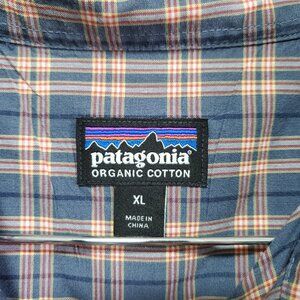 patagonia
ORGANIC COTTON
XL
MADE IN
CHINA